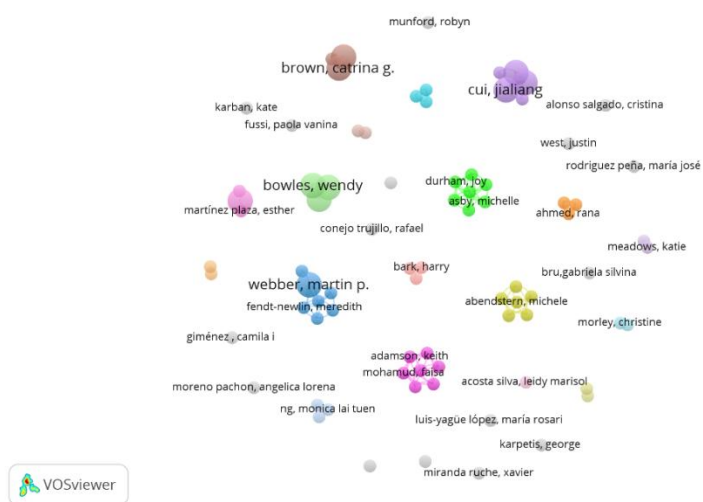 munford, robyn
brown, catrina g.
cui, jialiang
karban, kate
alonso salgado, cristina
fussi, paola vanina
west, justin
rodriguez peña, maría josé
bowles, wendy
durham, joy
martínez plaza, esther
asby, michelle
ahmed, rana
conejo trujillo, rafael
meadows, katie
bark, harry
bru,gabriela silvina
webber, martin p.
fendt-newlin, meredith
abendstern, michele
morley, christine
giménez , camila i
adamson, keith
mohamud, faisa
moreno pachon, angelica lorena
acosta silva, leidy marisol
ng, monica lai tuen
luis-yagüe lópez, maría rosari
karpetis, george
miranda ruche, xavier
VOSviewer